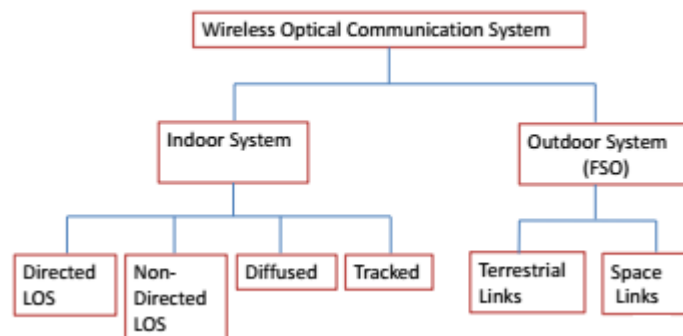 Wireless Optical Communication System
Indoor System
Outdoor System
(FSO)
Directed
LOS
Non-
Directed
LOS
Diffused
Tracked
Terrestrial
Links
Space
Links